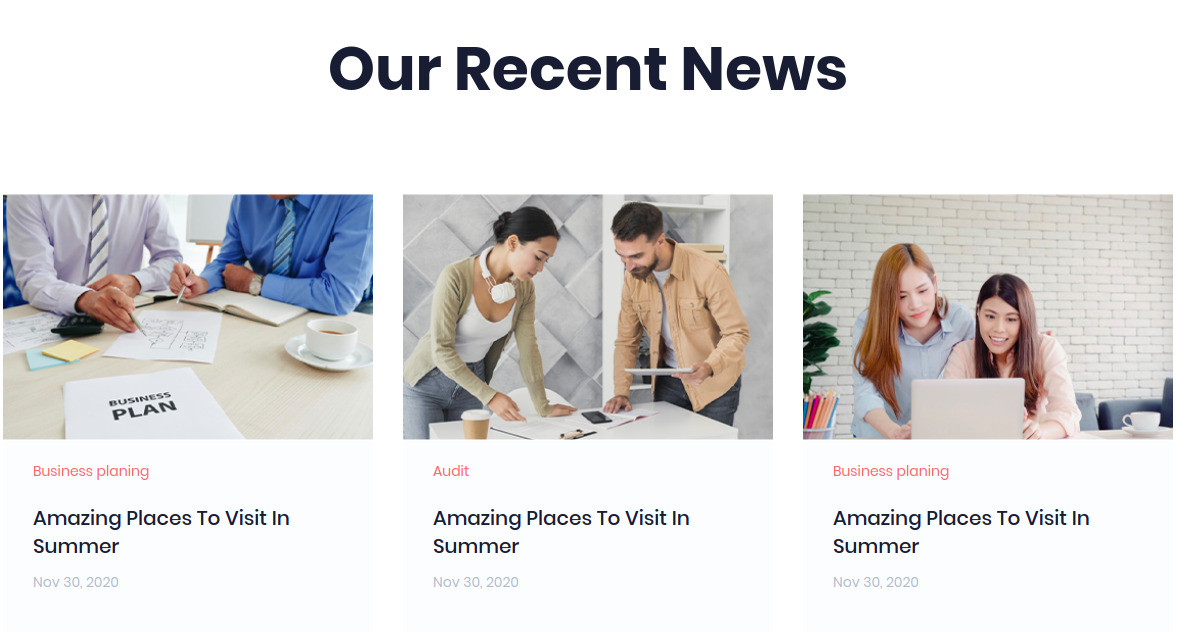 Our Recent News
BUSINESS
PLAN
Business planing
Amazing Places To Visit In
Summer
Nov 30, 2020
Audit
Amazing Places To Visit In
Summer
Nov 30, 2020
Business planing
Amazing Places To Visit In
Summer
Nov 30, 2020